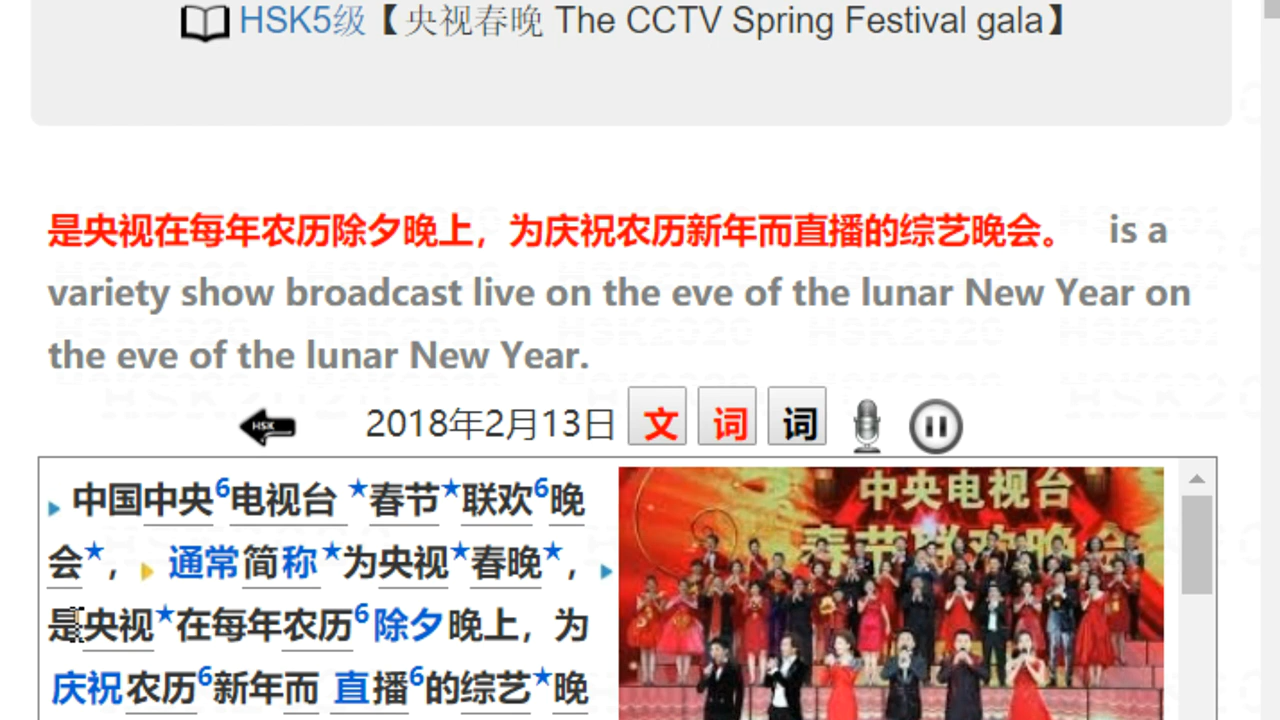 HSK5级【央视春晚 The CCTV Spring Festival gala】
是央视在每年农历除夕晚上，为庆祝农历新年而直播的综艺晚会。 is a
variety show broadcast live on the eve of the lunar New Year on
the eve of the lunar New Year.
HSK 2018年2月13日 文 词 词
中国中央6电视台 ★春节★联欢6晚
会★，通常简称★为央视★春晚★，
是央视★在每年农历6除夕晚上，为
庆祝农历6新年而 直播6的综艺★晚
中央电视台
春节联欢晚会